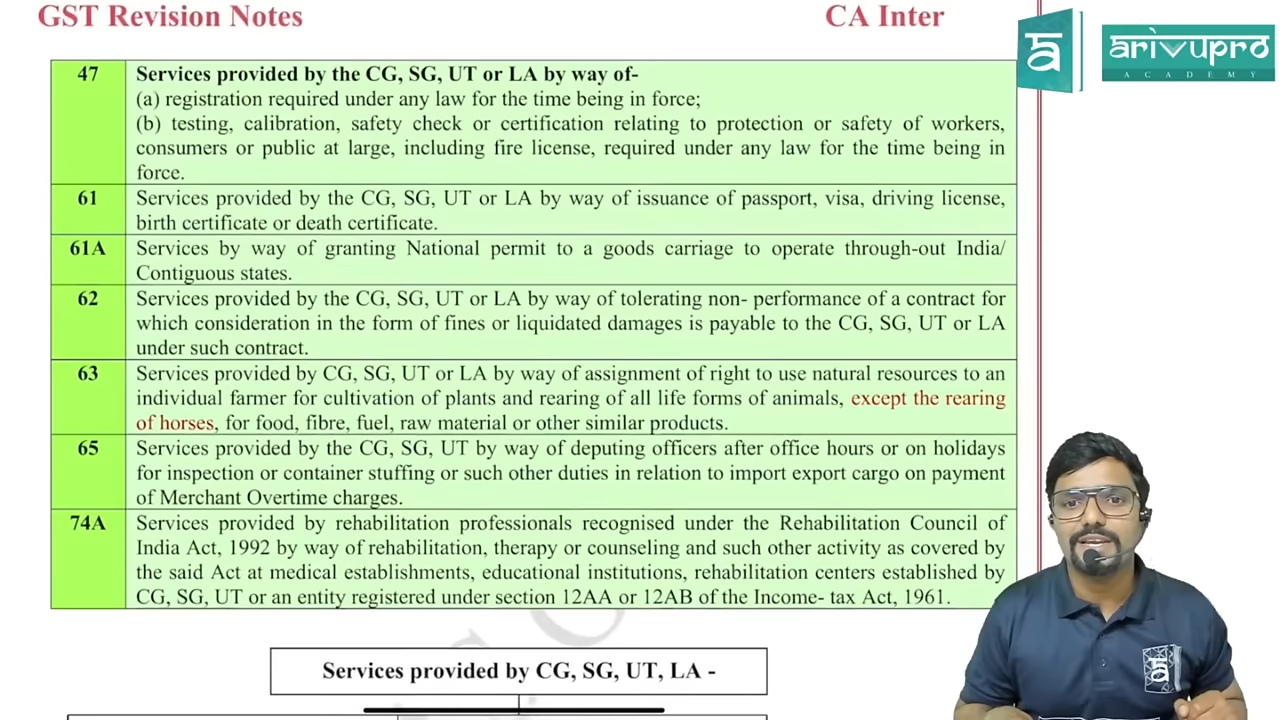 GST Revision Notes
CA Inter
arivupro
ACADEMY
47
Services provided by the CG, SG, UT or LA by way of-
(a) registration required under any law for the time being in force;
(b) testing, calibration, safety check or certification relating to protection or safety of workers,
consumers or public at large, including fire license, required under any law for the time being in
force.
61
Services provided by the CG, SG, UT or LA by way of issuance of passport, visa, driving license,
birth certificate or death certificate.
61A
Services by way of granting National permit to a goods carriage to operate through-out India/
Contiguous states.
62
Services provided by the CG, SG, UT or LA by way of tolerating non- performance of a contract for
which consideration in the form of fines or liquidated damages is payable to the CG, SG, UT or LA
under such contract.
63
Services provided by CG, SG, UT or LA by way of assignment of right to use natural resources to an
individual farmer for cultivation of plants and rearing of all life forms of animals, except the rearing
of horses, for food, fibre, fuel, raw material or other similar products.
65
Services provided by the CG, SG, UT by way of deputing officers after office hours or on holidays
for inspection or container stuffing or such other duties in relation to import export cargo on payment
of Merchant Overtime charges.
74A
Services provided by rehabilitation professionals recognised under the Rehabilitation Council of
India Act, 1992 by way of rehabilitation, therapy or counseling and such other activity as covered by
the said Act at medical establishments, educational institutions, rehabilitation centers established by
CG, SG, UT or an entity registered under section 12AA or 12AB of the Income- tax Act, 1961.
Services provided by CG, SG, UT, LA -